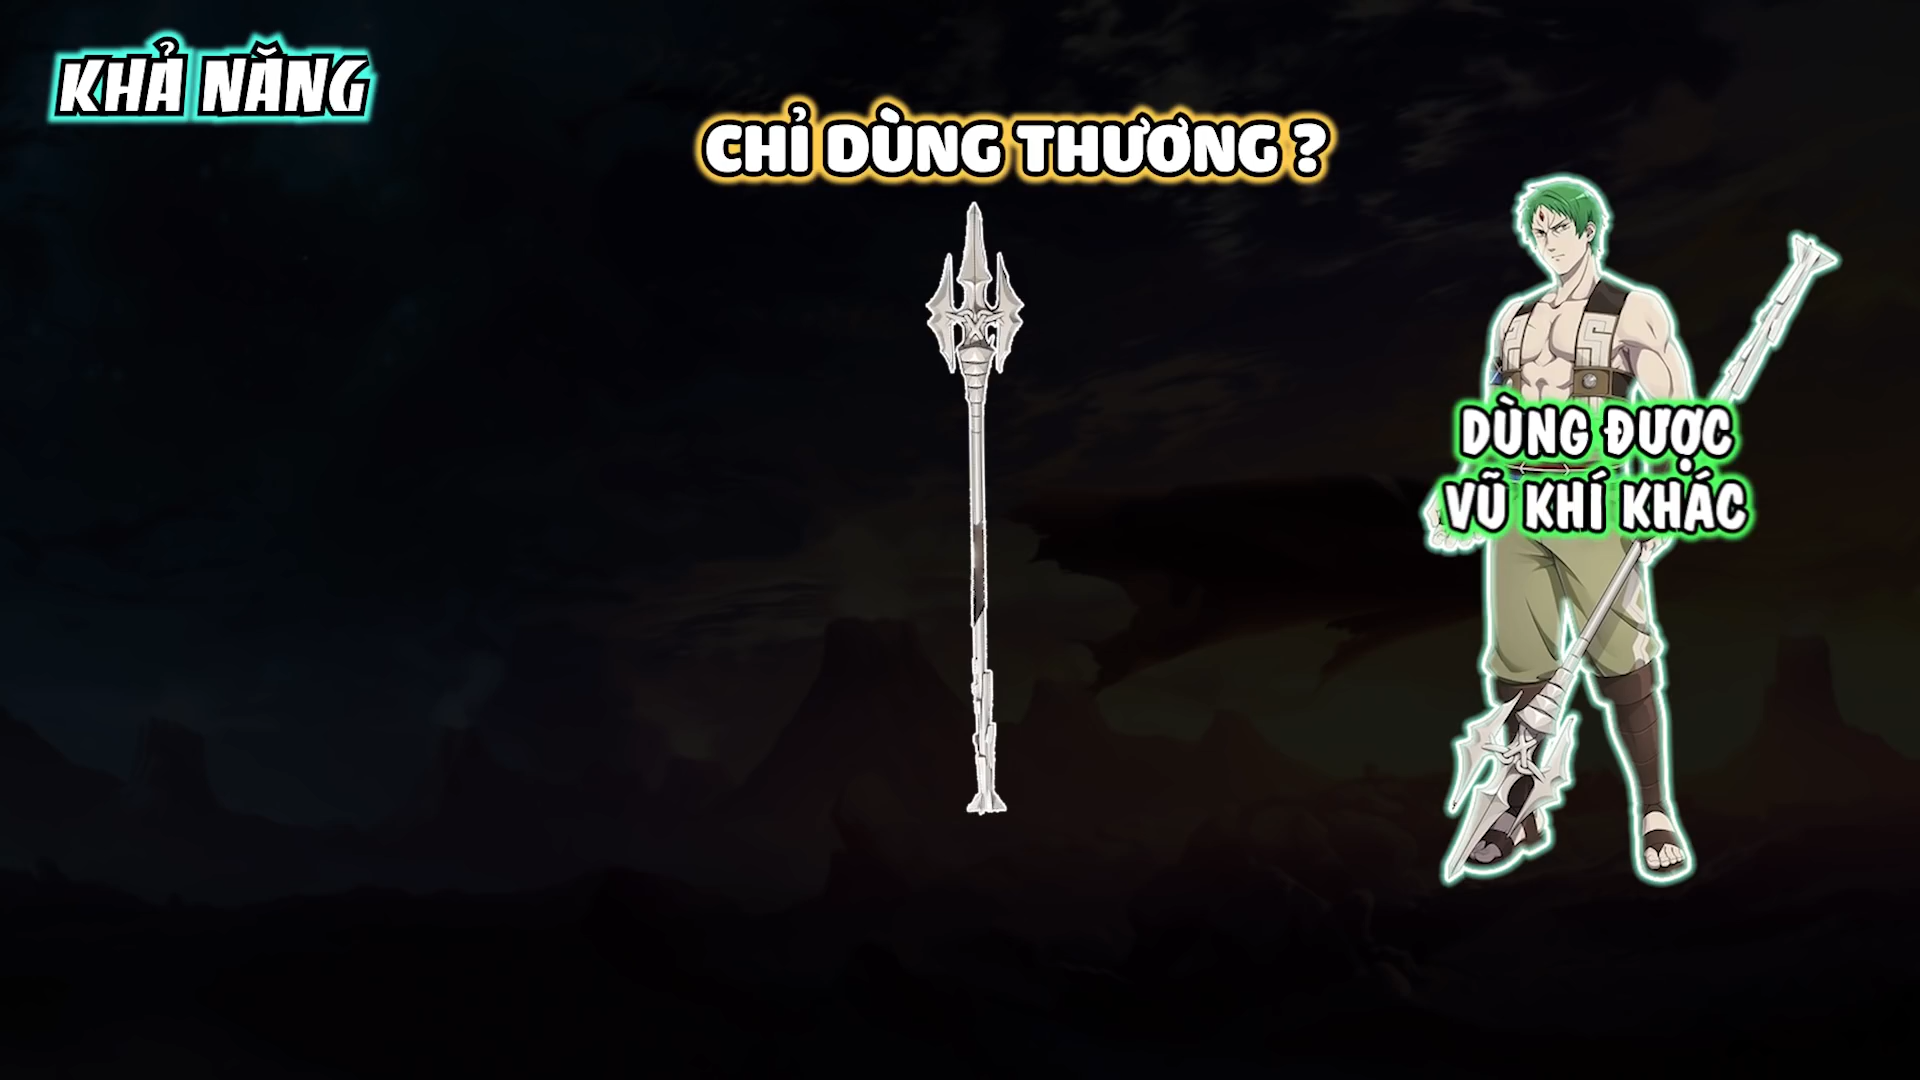 KHẢ NĂNG
CHỈ DÙNG THƯƠNG ?
DÙNG ĐƯỢC
VŨ KHÍ KHÁC